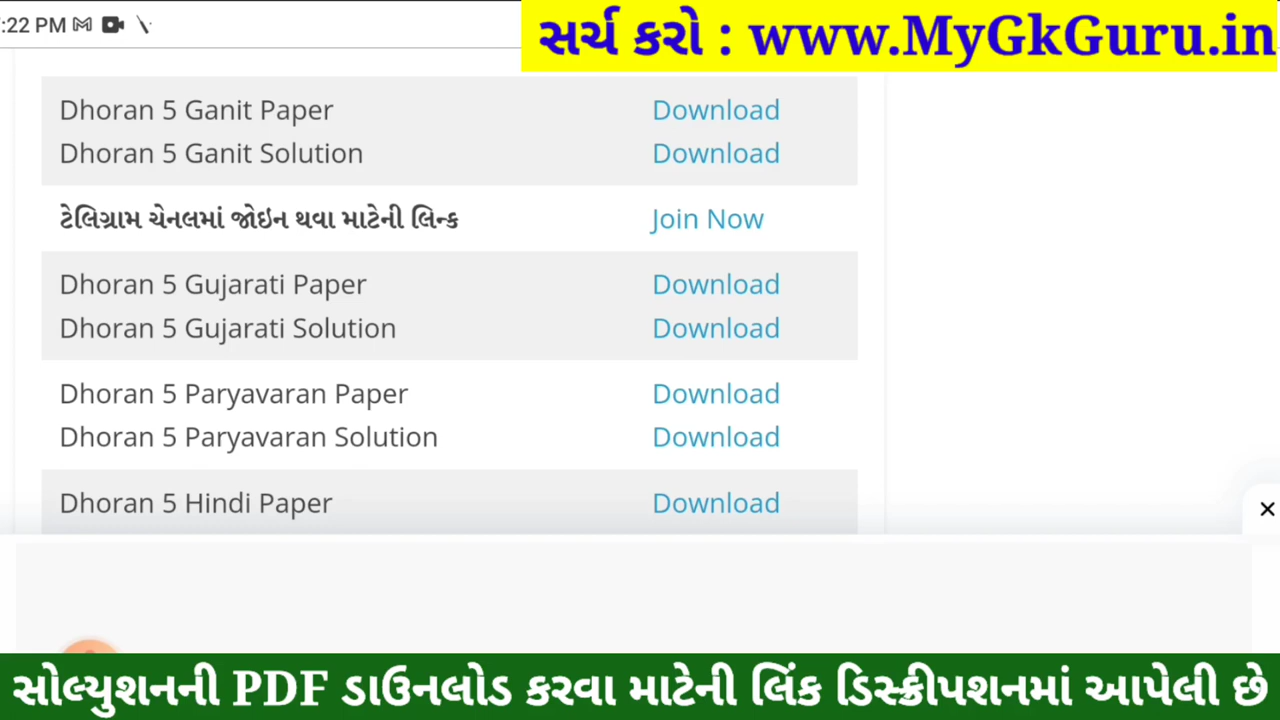 :22 PM
સર્ચ કરો : www.MyGkGuru.in
Dhoran 5 Ganit Paper Download
Dhoran 5 Ganit Solution Download
ટેલિગ્રામ ચેનલમાં જોઇન થવા માટેની લિન્ક Join Now
Dhoran 5 Gujarati Paper Download
Dhoran 5 Gujarati Solution Download
Dhoran 5 Paryavaran Paper Download
Dhoran 5 Paryavaran Solution Download
Dhoran 5 Hindi Paper Download
સોલ્યુશનની PDF ડાઉનલોડ કરવા માટેની લિંક ડિસ્ક્રીપશનમાં આપેલી છે